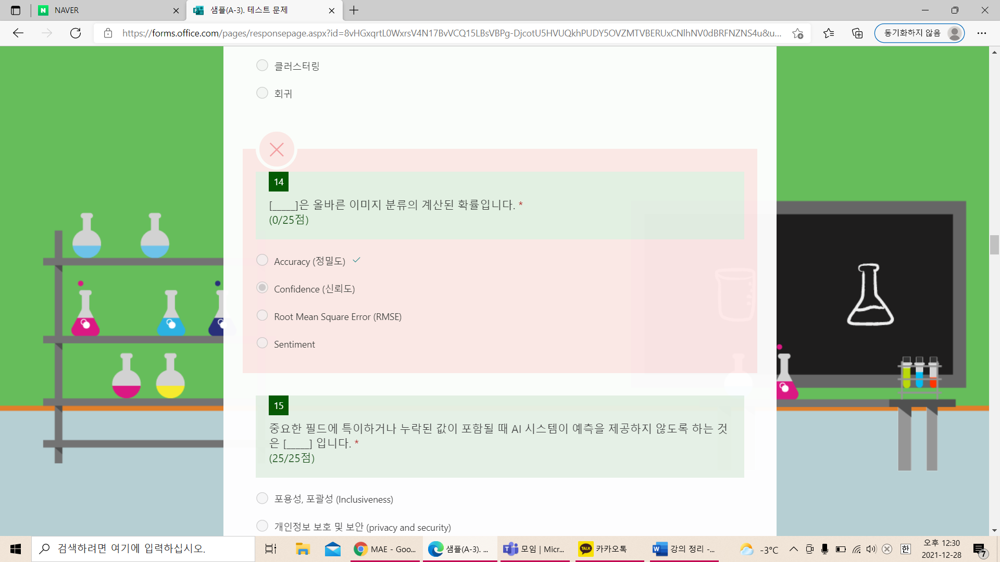 NAVER
샘플(A-3). 테스트 문제
https://forms.office.com/pages/responsepage.aspx?id=8vHGxqrtL0WxrsV4N17BvVCQ15LBsVBPg-DjcotU5HVUQkhPUDY5OVZMTVBERUxCNlhNV0dBRFNZNS4u&u...
동기화하지 않음
클러스터링
회귀
14
[_____]은 올바른 이미지 분류의 계산된 확률입니다. *
(0/25점)
Accuracy (정밀도)
Confidence (신뢰도)
Root Mean Square Error (RMSE)
Sentiment
15
중요한 필드에 특이하거나 누락된 값이 포함될 때 AI 시스템이 예측을 제공하지 않도록 하는 것
은 [_____] 입니다. *
(25/25점)
포용성, 포괄성 (Inclusiveness)
개인정보 보호 및 보안 (privacy and security)
검색하려면 여기에 입력하십시오.
MAE - Goo...
샘플(A-3). ...
모임 | Micr...
TALK
카카오톡
강의 정리 -...
-3°C
한
오후 12:30
2021-12-28
7